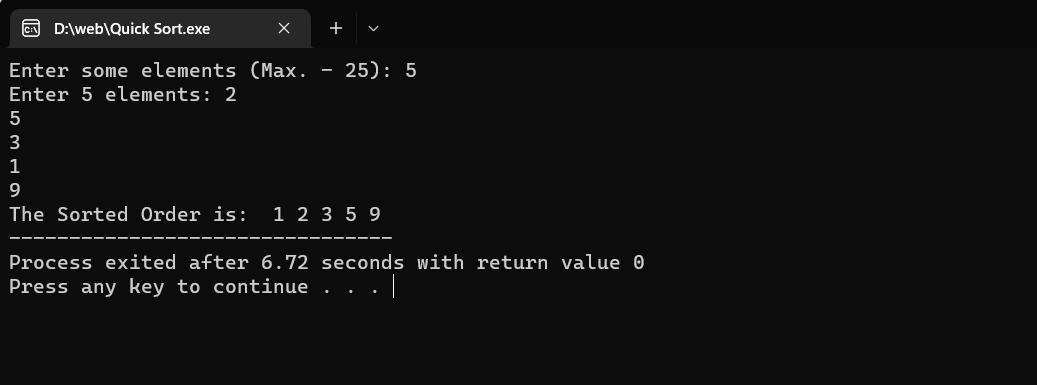 D:\web\Quick Sort.exe
Enter some elements (Max. - 25): 5
Enter 5 elements: 2
5
3
1
9
The Sorted Order is:  1 2 3 5 9
--------------------------------
Process exited after 6.72 seconds with return value 0
Press any key to continue . . .